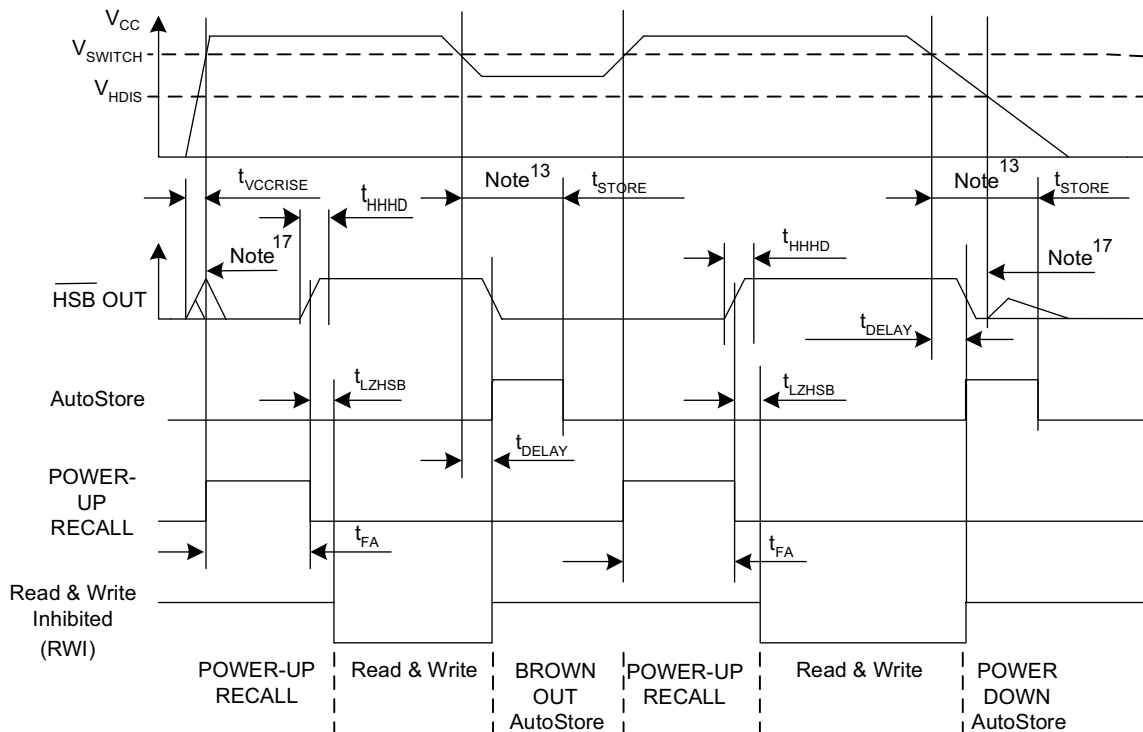 VCC
VSWITCH
VHDIS
tVCCRISE
tHHHD
Note13
tSTORE
Note13
tSTORE
Note17
tHHHD
Note17
HSB OUT
tDELAY
tLZHSB
tLZHSB
AutoStore
tDELAY
POWER-
UP
RECALL
tFA
tFA
Read & Write
Inhibited
(RWI)
POWER-UP
RECALL
Read & Write
BROWN
OUT
AutoStore
POWER-UP
RECALL
Read & Write
POWER
DOWN
AutoStore